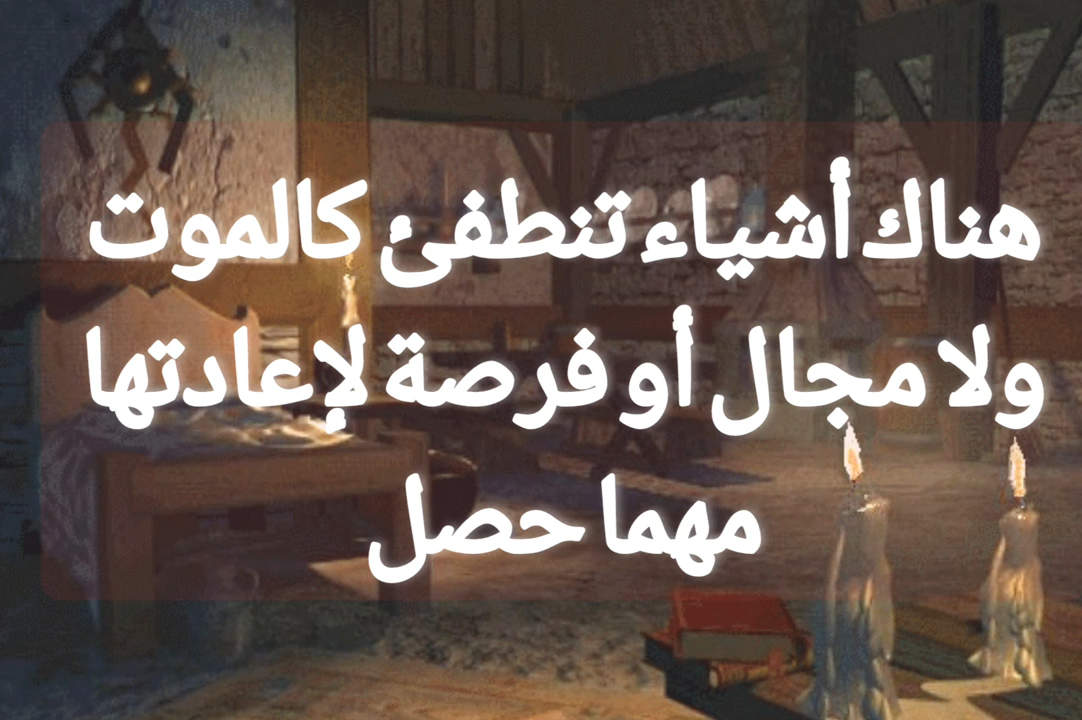 هناك أشياء تنطفئ كالموت
ولا مجال أو فرصة لإعادتها
مهما حصل